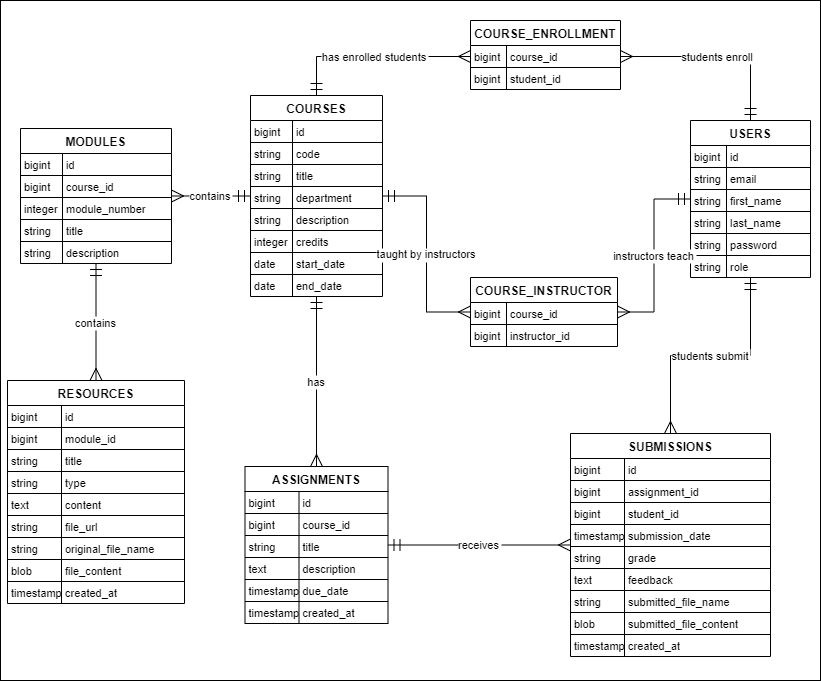 COURSE_ENROLLMENT
bigint course_id
bigint student_id
has enrolled students
students enroll
COURSES
bigint id
string code
string title
string department
string description
integer credits
date start_date
date end_date
USERS
bigint id
string email
string first_name
string last_name
string password
string role
MODULES
bigint id
bigint course_id
integer module_number
string title
string description
contains
taught by instructors
instructors teach
COURSE_INSTRUCTOR
bigint course_id
bigint instructor_id
contains
has
students submit
RESOURCES
bigint id
bigint module_id
string title
string type
text content
string file_url
string original_file_name
blob file_content
timestamp created_at
ASSIGNMENTS
bigint id
bigint course_id
string title
text description
timestamp due_date
timestamp created_at
receives
SUBMISSIONS
bigint id
bigint assignment_id
bigint student_id
timestamp submission_date
string grade
text feedback
string submitted_file_name
blob submitted_file_content
timestamp created_at